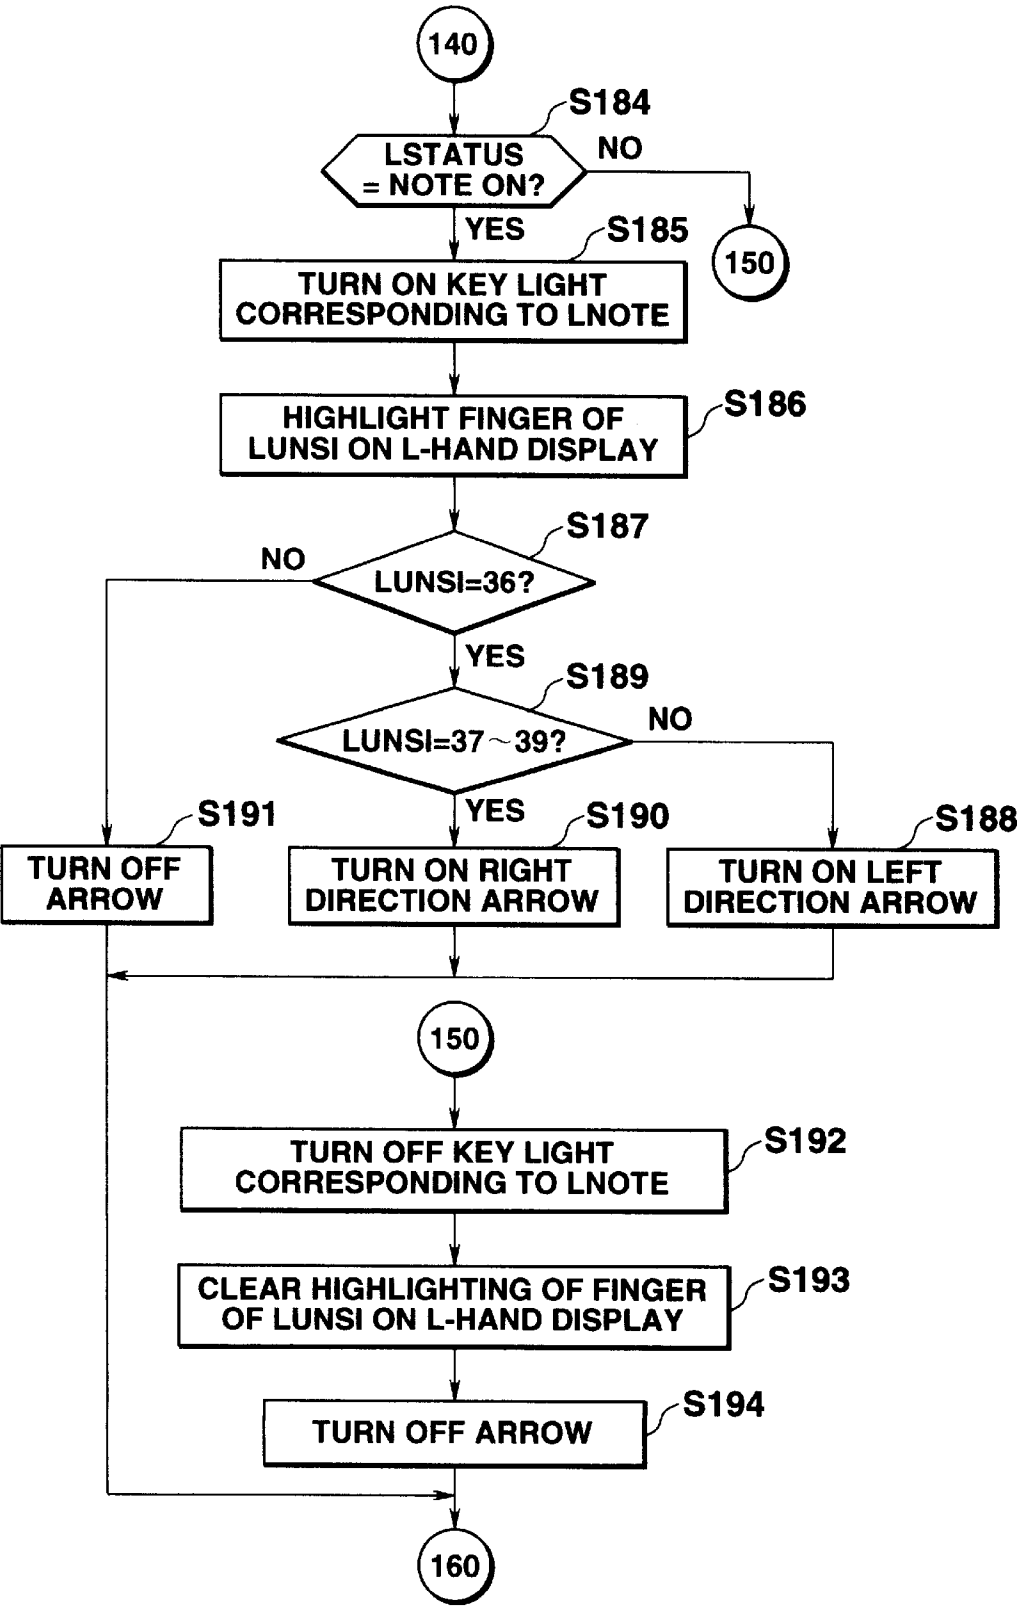 140
S184
LSTATUS
= NOTE ON?
NO
YES
150
S185
TURN ON KEY LIGHT
CORRESPONDING TO LNOTE
S186
HIGHLIGHT FINGER OF
LUNSI ON L-HAND DISPLAY
S187
NO
LUNSI=36?
YES
S189
NO
LUNSI=37~39?
YES
S191
TURN OFF
ARROW
S190
TURN ON RIGHT
DIRECTION ARROW
S188
TURN ON LEFT
DIRECTION ARROW
150
S192
TURN OFF KEY LIGHT
CORRESPONDING TO LNOTE
S193
CLEAR HIGHLIGHTING OF FINGER
OF LUNSI ON L-HAND DISPLAY
S194
TURN OFF ARROW
160